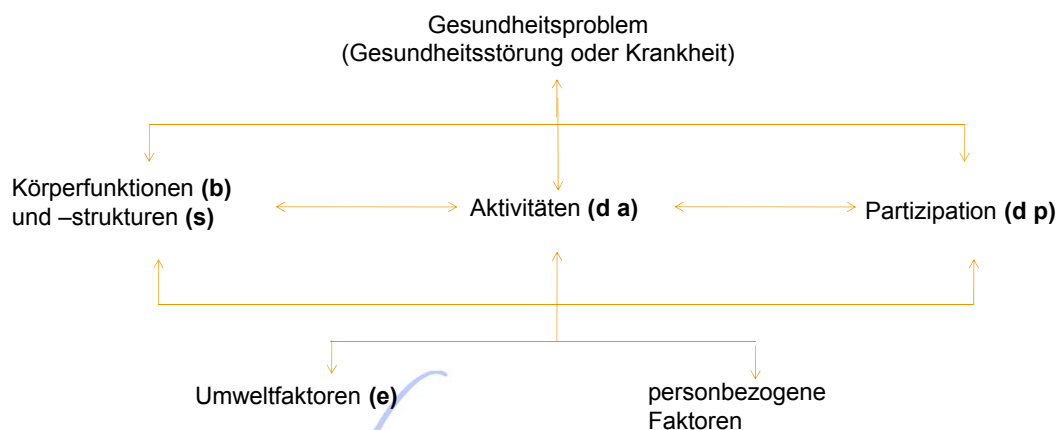 Gesundheitsproblem
(Gesundheitsstörung oder Krankheit)
Körperfunktionen (b)
und –strukturen (s)
Aktivitäten (d a)
Partizipation (d p)
Umweltfaktoren (e)
personbezogene
Faktoren